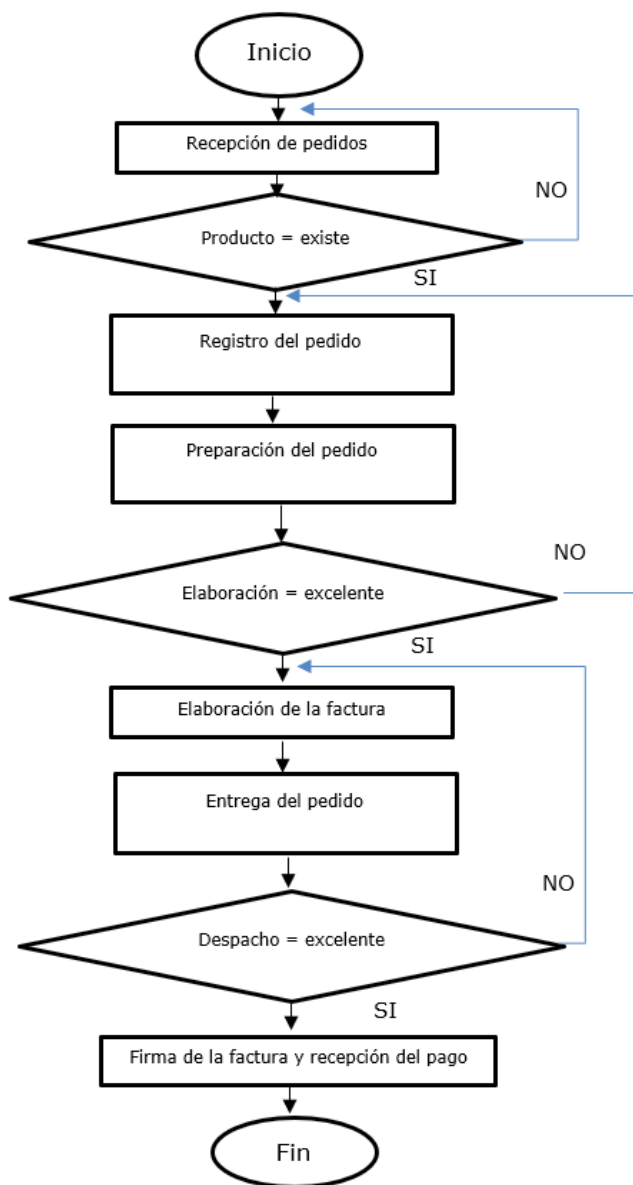 Inicio
Recepción de pedidos
NO
Producto = existe
SI
Registro del pedido
Preparación del pedido
NO
Elaboración = excelente
SI
Elaboración de la factura
Entrega del pedido
NO
Despacho = excelente
SI
Firma de la factura y recepción del pago
Fin